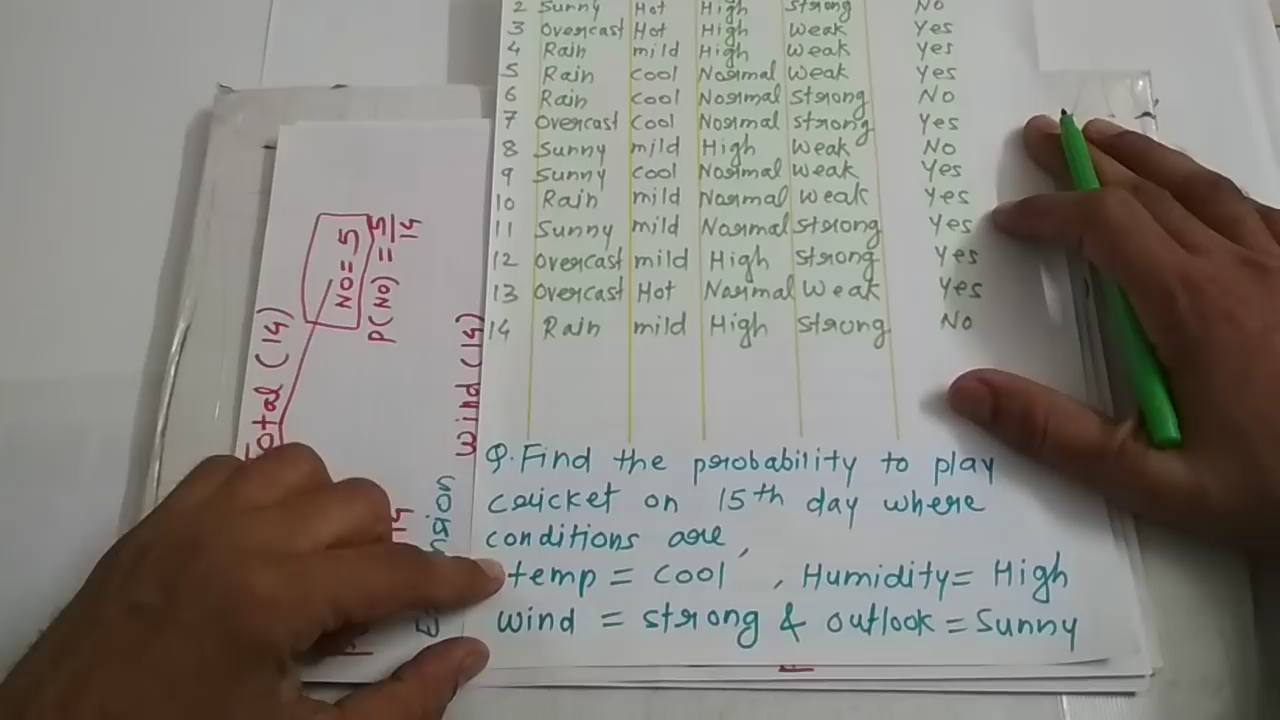 2 Sunny Hot High Strong No
3 Overcast Hot High Weak Yes
4 Rain mild High Weak Yes
5 Rain cool Normal Weak Yes
6 Rain cool Normal Strong No
7 Overcast Cool Normal Strong Yes
8 Sunny mild High Weak No
9 Sunny cool Normal Weak Yes
10 Rain mild Normal Weak Yes
11 Sunny mild Normal Strong Yes
12 Overcast mild High Strong Yes
13 Overcast Hot Normal Weak Yes
14 Rain mild High Strong No
Q. Find the probability to play
cricket on 15th day where
conditions are,
temp = Cool, Humidity = High
wind = strong & outlook = Sunny
Total (14)
NO = 5
P(NO) = 5/14
Wind (14)
14